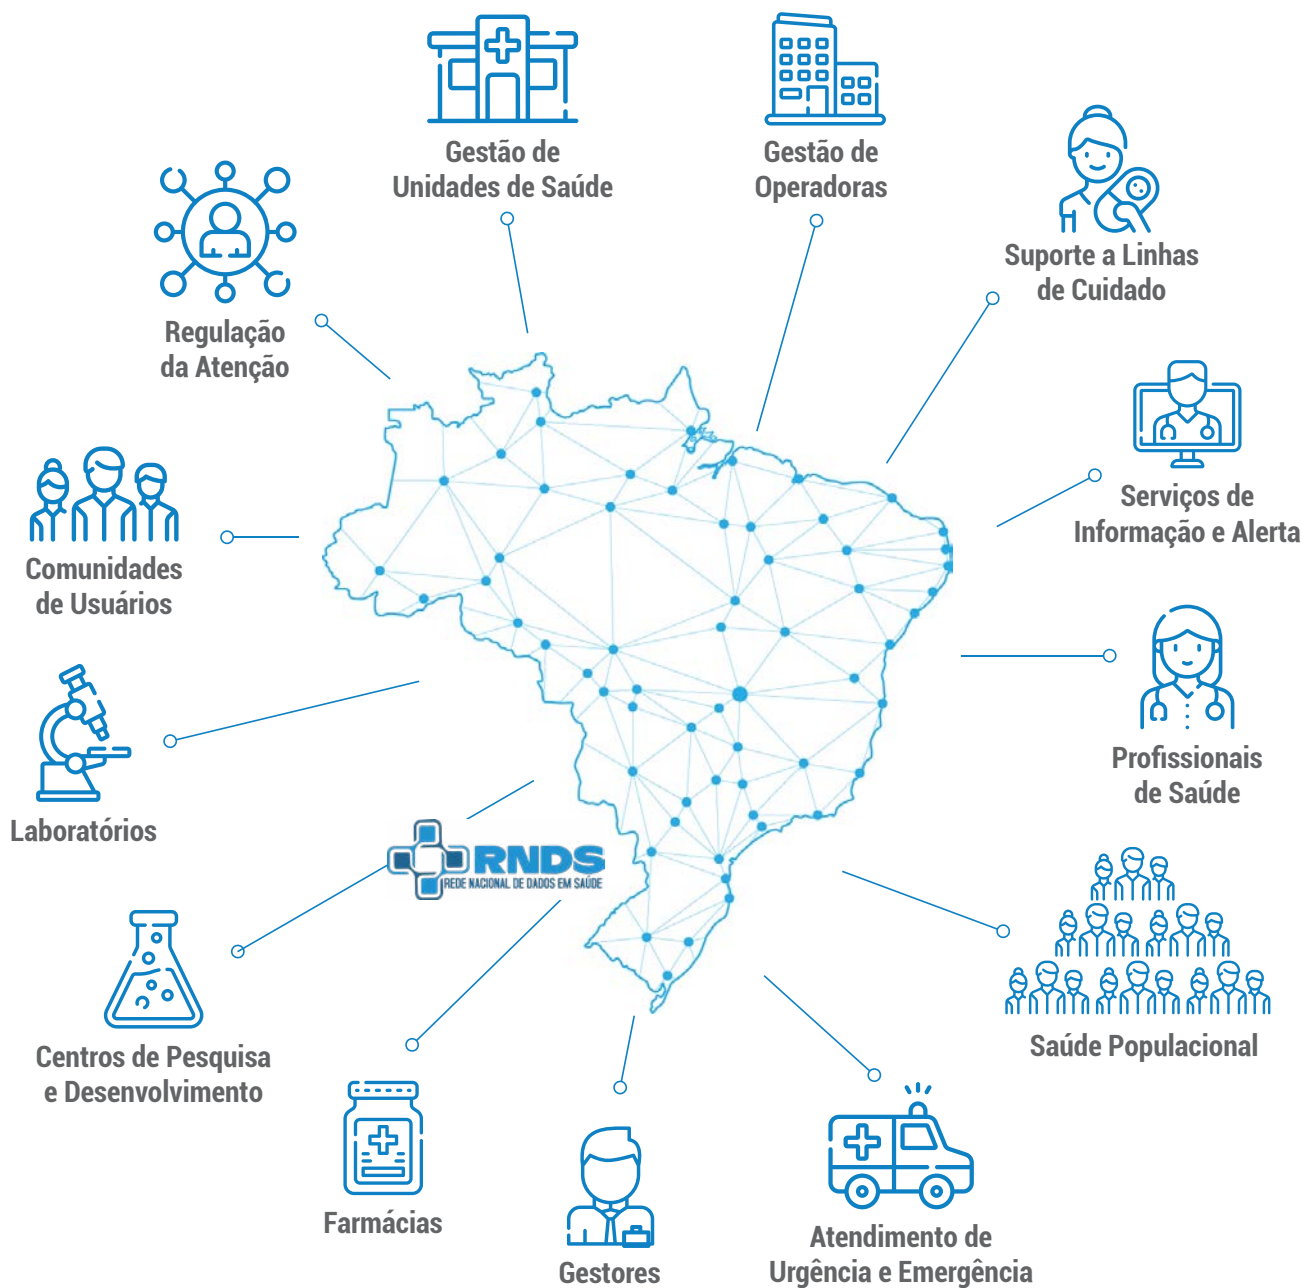 Gestão de
Unidades de Saúde
Gestão de
Operadoras
Suporte a Linhas
de Cuidado
Regulação
da Atenção
Serviços de
Informação e Alerta
Comunidades
de Usuários
Profissionais
de Saúde
Laboratórios
RNDS
REDE NACIONAL DE DADOS EM SAÚDE
Saúde Populacional
Centros de Pesquisa
e Desenvolvimento
Farmácias
Gestores
Atendimento de
Urgência e Emergência